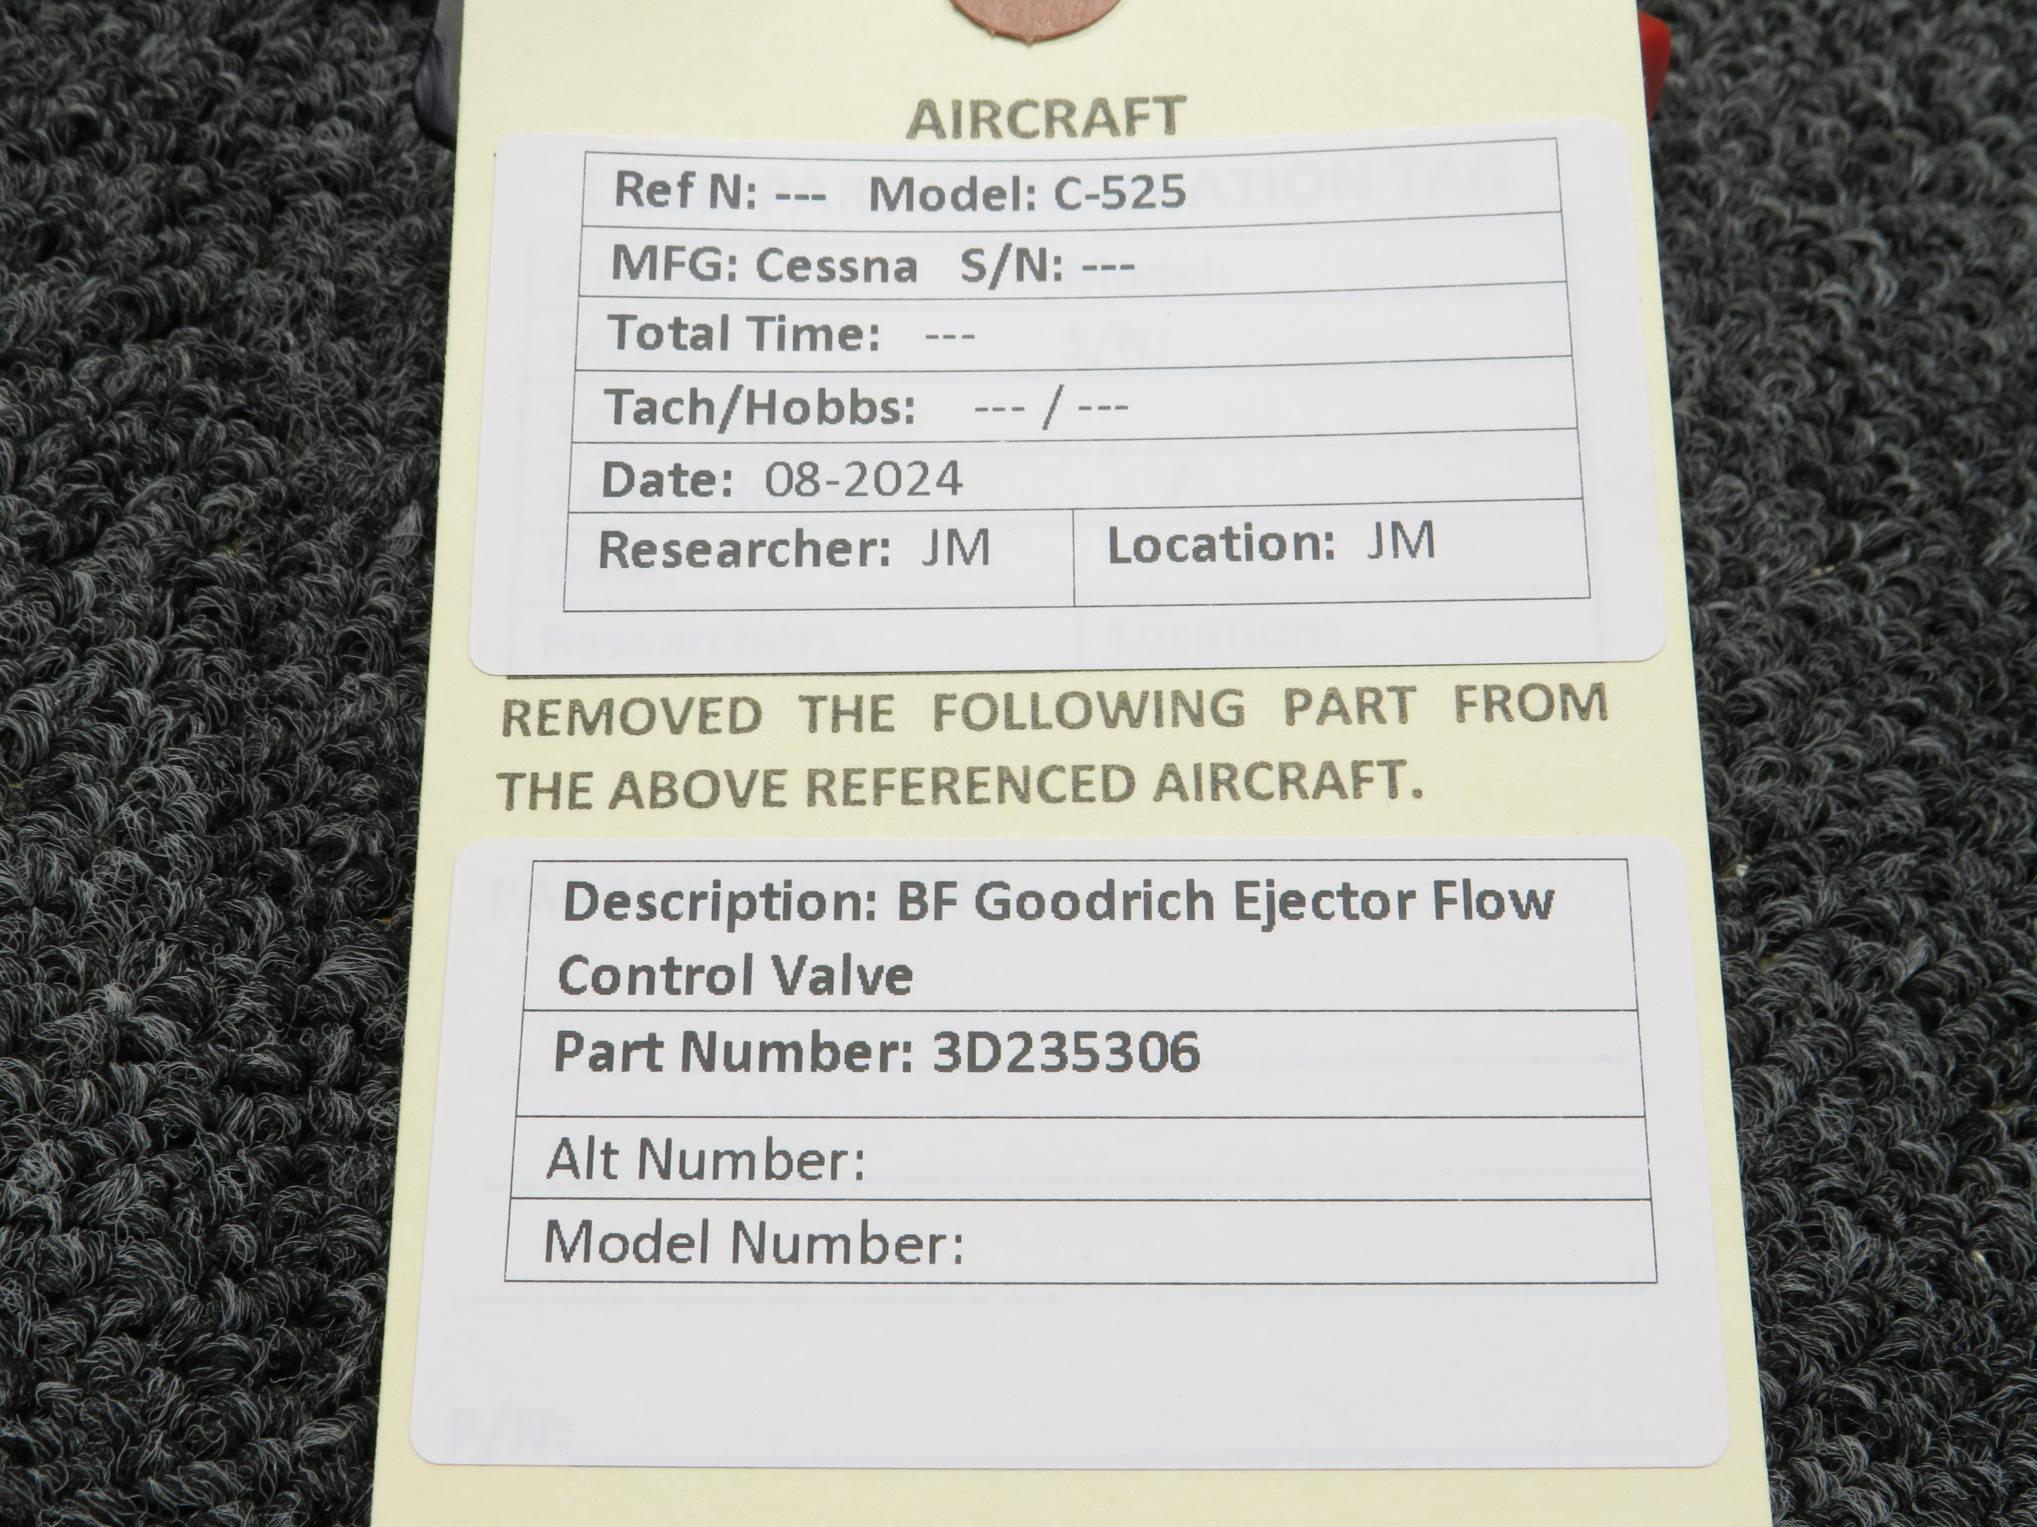 AIRCRAFT
Ref N: --- Model: C-525
MFG: Cessna S/N: ---
Total Time: ---
Tach/Hobbs: --- / ---
Date: 08-2024
Researcher: JM Location: JM
REMOVED THE FOLLOWING PART FROM
THE ABOVE REFERENCED AIRCRAFT.
Description: BF Goodrich Ejector Flow
Control Valve
Part Number: 3D235306
Alt Number:
Model Number:
P/N: